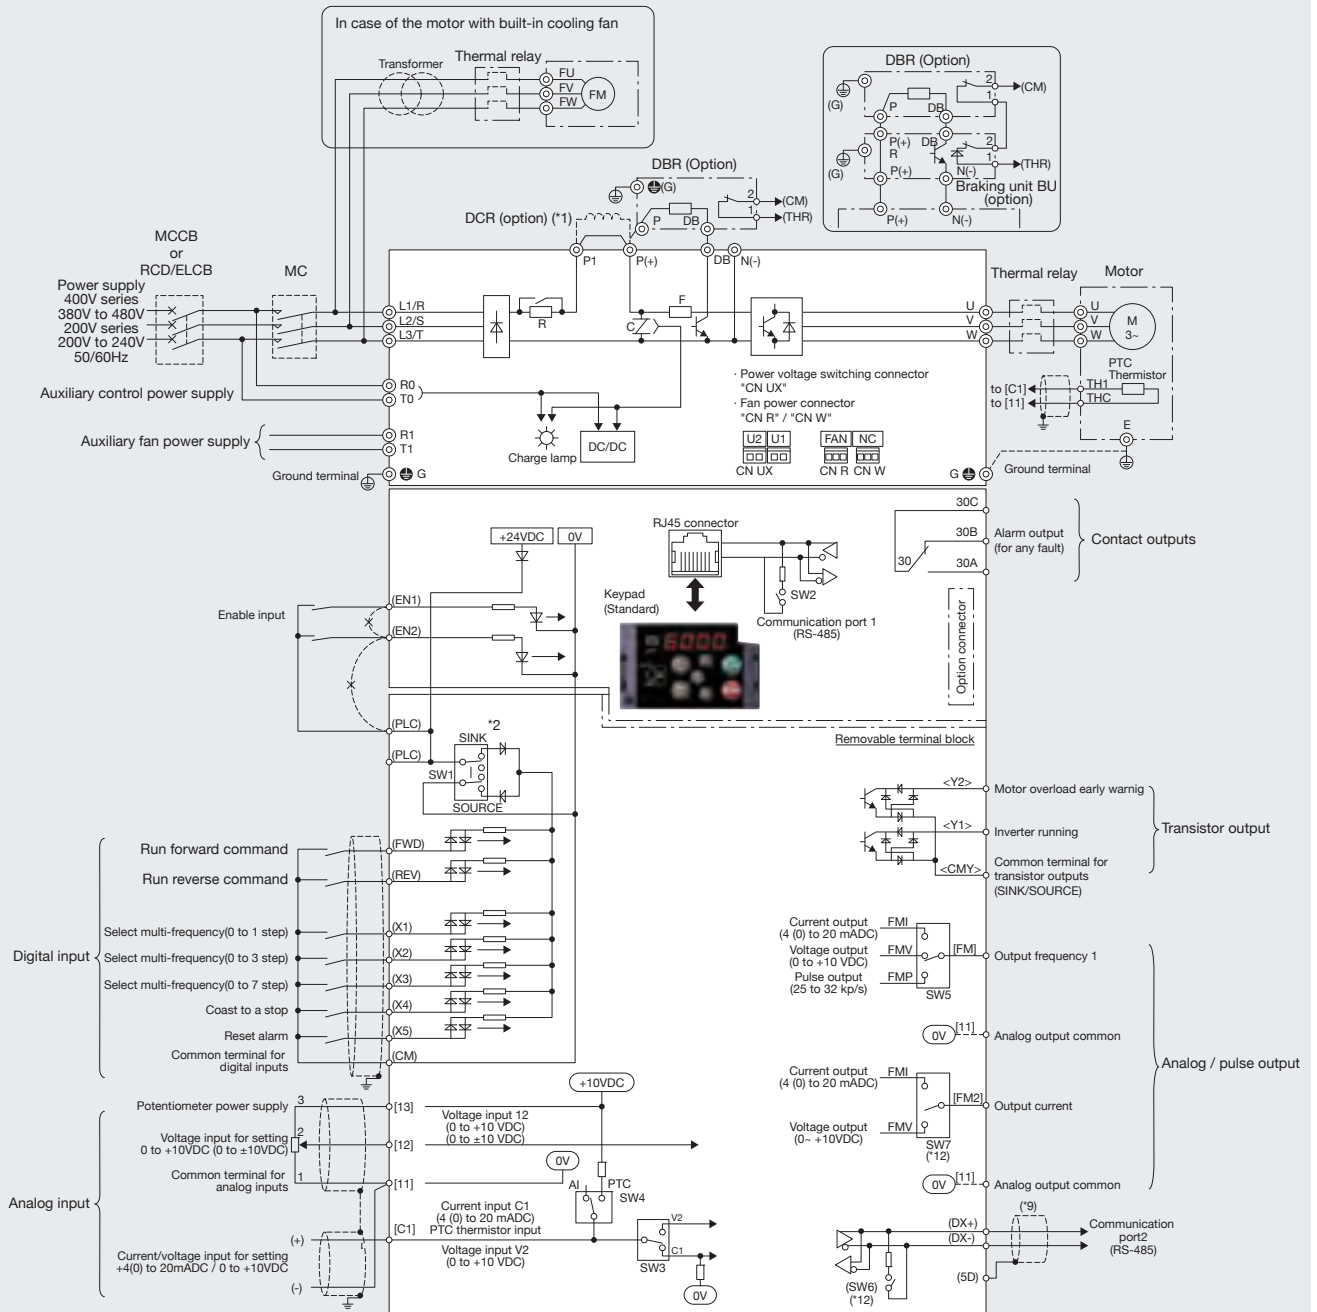 In case of the motor with built-in cooling fan
Transformer
Thermal relay
FU
FV
FW
FM
DBR (Option)
(G)
P
DB
2
1
(CM)
(G)
P(+)
R
DB
2
1
(THR)
P(+)
N(-)
Braking unit BU
(option)
P(+)
N(-)
DBR (Option)
(G)
P
DB
2
1
(CM)
(THR)
DCR (option) (*1)
P1
P(+)
DB
N(-)
MCCB
or
RCD/ELCB
MC
Power supply
400V series
380V to 480V
200V series
200V to 240V
50/60Hz
L1/R
L2/S
L3/T
R
C
F
U
V
W
Thermal relay
Motor
U
V
W
M
3~
PTC
Thermistor
to [C1]
to [11]
TH1
THC
E
Auxiliary control power supply
R0
T0
Auxiliary fan power supply
R1
T1
Ground terminal
G
Charge lamp
DC/DC
· Power voltage switching connector
"CN UX"
· Fan power connector
"CN R" / "CN W"
U2
U1
FAN
NC
CN UX
CN R
CN W
G
Ground terminal
+24VDC
0V
RJ45 connector
Keypad
(Standard)
6000
SW2
Communication port 1
(RS-485)
30C
30B
30
30A
Alarm output
(for any fault)
Contact outputs
Option connector
Enable input
(EN1)
(EN2)
(PLC)
(PLC)
*2
SINK
SW1
SOURCE
Removable terminal block
<Y2>
Motor overload early warnig
<Y1>
Inverter running
<CMY>
Common terminal for
transistor outputs
(SINK/SOURCE)
Transistor output
Digital input
Run forward command
(FWD)
Run reverse command
(REV)
Select multi-frequency(0 to 1 step)
(X1)
Select multi-frequency(0 to 3 step)
(X2)
Select multi-frequency(0 to 7 step)
(X3)
Coast to a stop
(X4)
Reset alarm
(X5)
Common terminal for
digital inputs
(CM)
Current output
(4 (0) to 20 mADC)
FMI
Voltage output
(0 to +10 VDC)
FMV
Pulse output
(25 to 32 kp/s)
FMP
SW5
[FM]
Output frequency 1
0V
[11]
Analog output common
Current output
(4 (0) to 20 mADC)
FMI
Voltage output
(0~ +10VDC)
FMV
SW7
(*12)
[FM2]
Output current
0V
[11]
Analog output common
Analog / pulse output
Analog input
Potentiometer power supply
3
[13]
Voltage input for setting
0 to +10VDC (0 to ±10VDC)
2
[12]
Common terminal for
analog inputs
1
[11]
+10VDC
Voltage input 12
(0 to +10 VDC)
(0 to ±10 VDC)
0V
AI
PTC
SW4
Current input C1
(4 (0) to 20 mADC)
PTC thermistor input
[C1]
Voltage input V2
(0 to +10 VDC)
V2
C1
SW3
0V
(+)
Current/voltage input for setting
+4(0) to 20mADC / 0 to +10VDC
(-)
(DX+)
(DX-)
(5D)
(*9)
(SW6)
(*12)
Communication
port2
(RS-485)